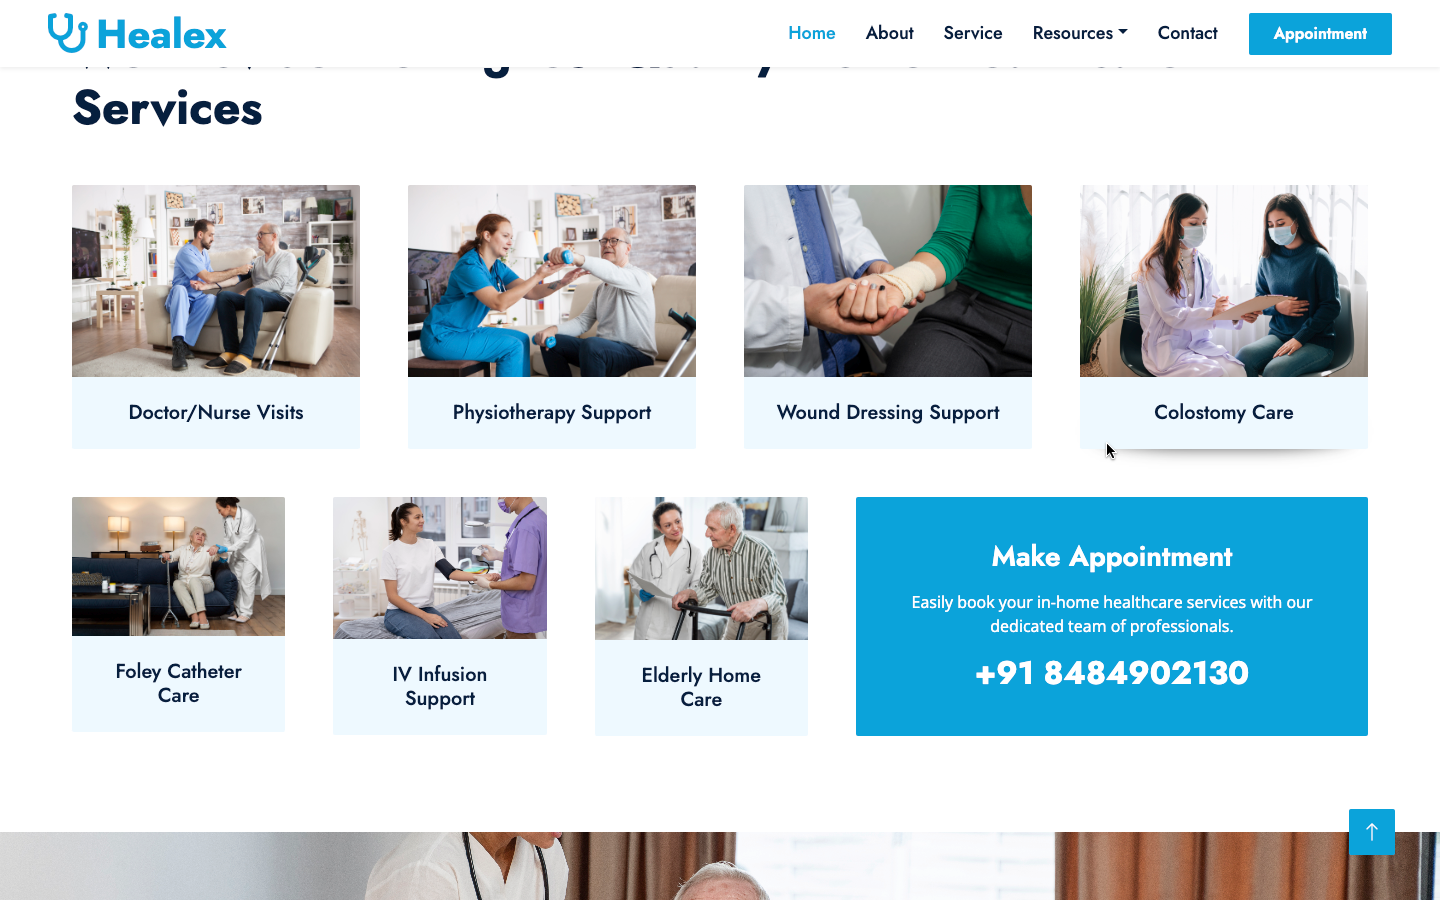 Healex
Home About Service Resources Contact Appointment
Services
Doctor/Nurse Visits
Physiotherapy Support
Wound Dressing Support
Colostomy Care
Foley Catheter
Care
IV Infusion
Support
Elderly Home
Care
Make Appointment
Easily book your in-home healthcare services with our
dedicated team of professionals.
+91 8484902130